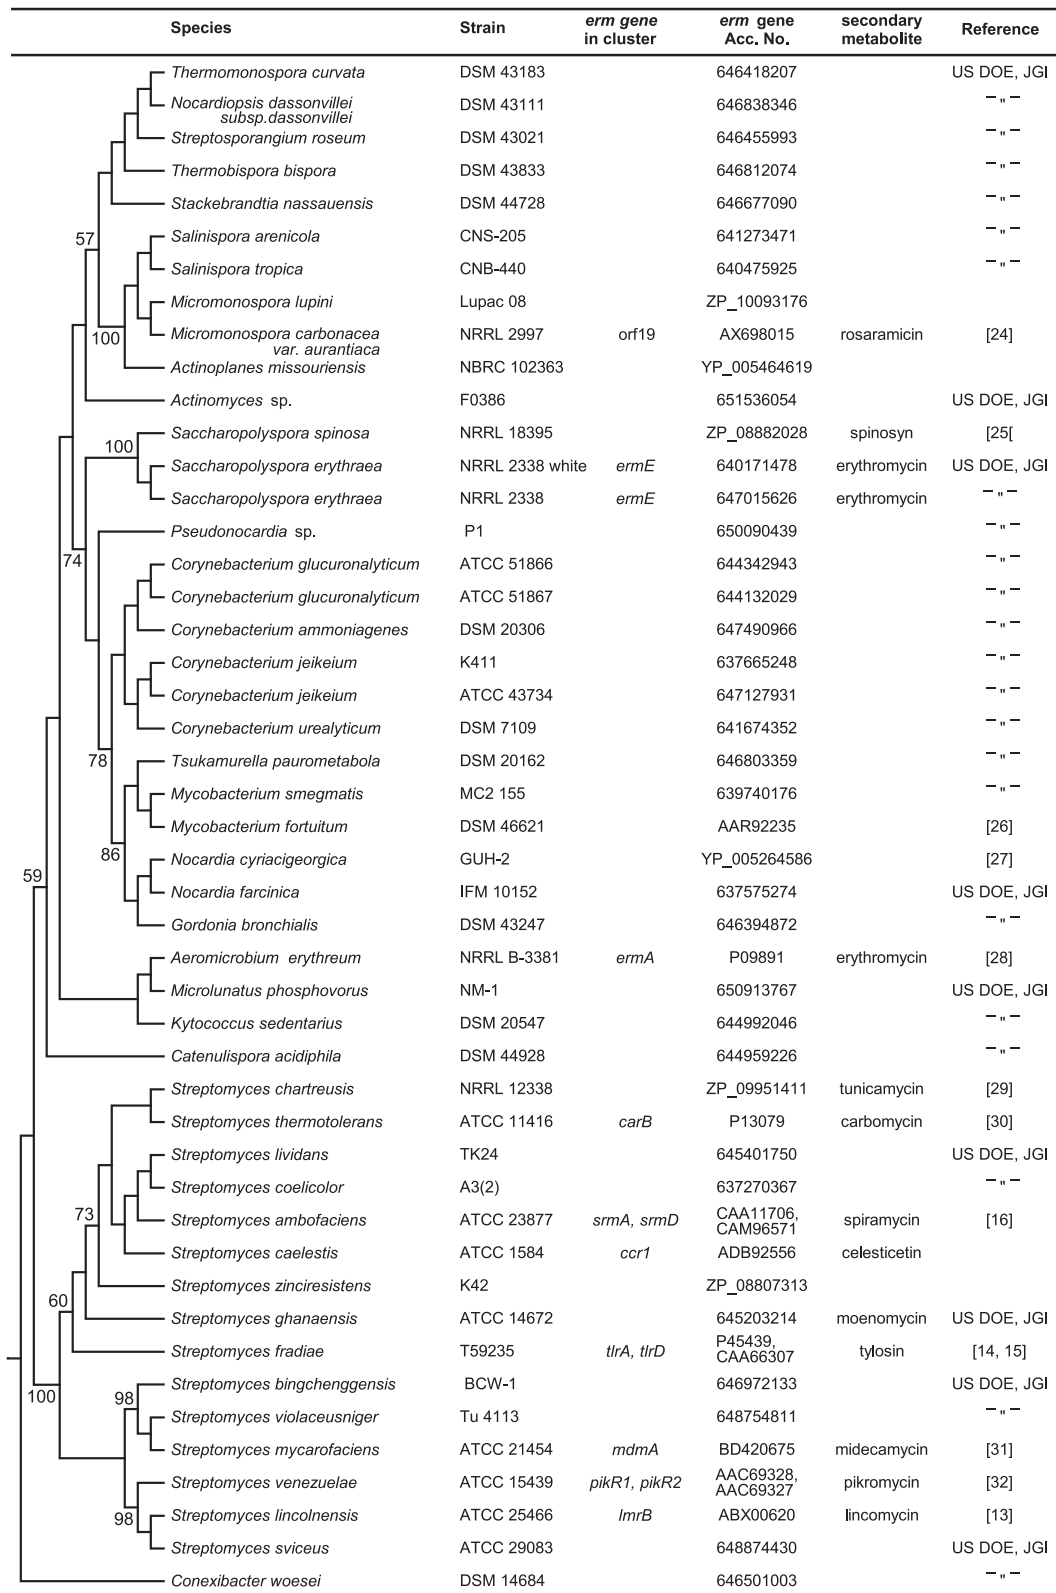 Species Strain erm gene in cluster erm gene Acc. No. secondary metabolite Reference
Thermomonospora curvata DSM 43183 646418207 US DOE, JGI
Nocardiopsis dassonvillei subsp.dassonvillei DSM 43111 646838346 – " –
Streptosporangium roseum DSM 43021 646455993 – " –
Thermobispora bispora DSM 43833 646812074 – " –
Stackebrandtia nassauensis DSM 44728 646677090 – " –
57
Salinispora arenicola CNS-205 641273471 – " –
Salinispora tropica CNB-440 640475925 – " –
Micromonospora lupini Lupac 08 ZP_10093176
100
Micromonospora carbonacea var. aurantiaca NRRL 2997 orf19 AX698015 rosaramicin [24]
Actinoplanes missouriensis NBRC 102363 YP_005464619
Actinomyces sp. F0386 651536054 US DOE, JGI
100
Saccharopolyspora spinosa NRRL 18395 ZP_08882028 spinosyn [25[
Saccharopolyspora erythraea NRRL 2338 white ermE 640171478 erythromycin US DOE, JGI
Saccharopolyspora erythraea NRRL 2338 ermE 647015626 erythromycin – " –
Pseudonocardia sp. P1 650090439 – " –
74
Corynebacterium glucuronalyticum ATCC 51866 644342943 – " –
Corynebacterium glucuronalyticum ATCC 51867 644132029 – " –
Corynebacterium ammoniagenes DSM 20306 647490966 – " –
Corynebacterium jeikeium K411 637665248 – " –
Corynebacterium jeikeium ATCC 43734 647127931 – " –
Corynebacterium urealyticum DSM 7109 641674352 – " –
78
Tsukamurella paurometabola DSM 20162 646803359 – " –
Mycobacterium smegmatis MC2 155 639740176 – " –
Mycobacterium fortuitum DSM 46621 AAR92235 [26]
86
Nocardia cyriacigeorgica GUH-2 YP_005264586 [27]
59
Nocardia farcinica IFM 10152 637575274 US DOE, JGI
Gordonia bronchialis DSM 43247 646394872 – " –
Aeromicrobium erythreum NRRL B-3381 ermA P09891 erythromycin [28]
Microlunatus phosphovorus NM-1 650913767 US DOE, JGI
Kytococcus sedentarius DSM 20547 644992046 – " –
Catenulispora acidiphila DSM 44928 644959226 – " –
Streptomyces chartreusis NRRL 12338 ZP_09951411 tunicamycin [29]
Streptomyces thermotolerans ATCC 11416 carB P13079 carbomycin [30]
Streptomyces lividans TK24 645401750 US DOE, JGI
Streptomyces coelicolor A3(2) 637270367 – " –
73
Streptomyces ambofaciens ATCC 23877 srmA, srmD CAA11706, CAM96571 spiramycin [16]
Streptomyces caelestis ATCC 1584 ccr1 ADB92556 celesticetin
Streptomyces zinciresistens K42 ZP_08807313
60
Streptomyces ghanaensis ATCC 14672 645203214 moenomycin US DOE, JGI
Streptomyces fradiae T59235 tlrA, tlrD P45439, CAA66307 tylosin [14, 15]
100
98
Streptomyces bingchenggensis BCW-1 646972133 US DOE, JGI
Streptomyces violaceusniger Tu 4113 648754811 – " –
Streptomyces mycarofaciens ATCC 21454 mdmA BD420675 midecamycin [31]
Streptomyces venezuelae ATCC 15439 pikR1, pikR2 AAC69328, AAC69327 pikromycin [32]
98
Streptomyces lincolnensis ATCC 25466 lmrB ABX00620 lincomycin [13]
Streptomyces sviceus ATCC 29083 648874430 US DOE, JGI
Conexibacter woesei DSM 14684 646501003 – " –